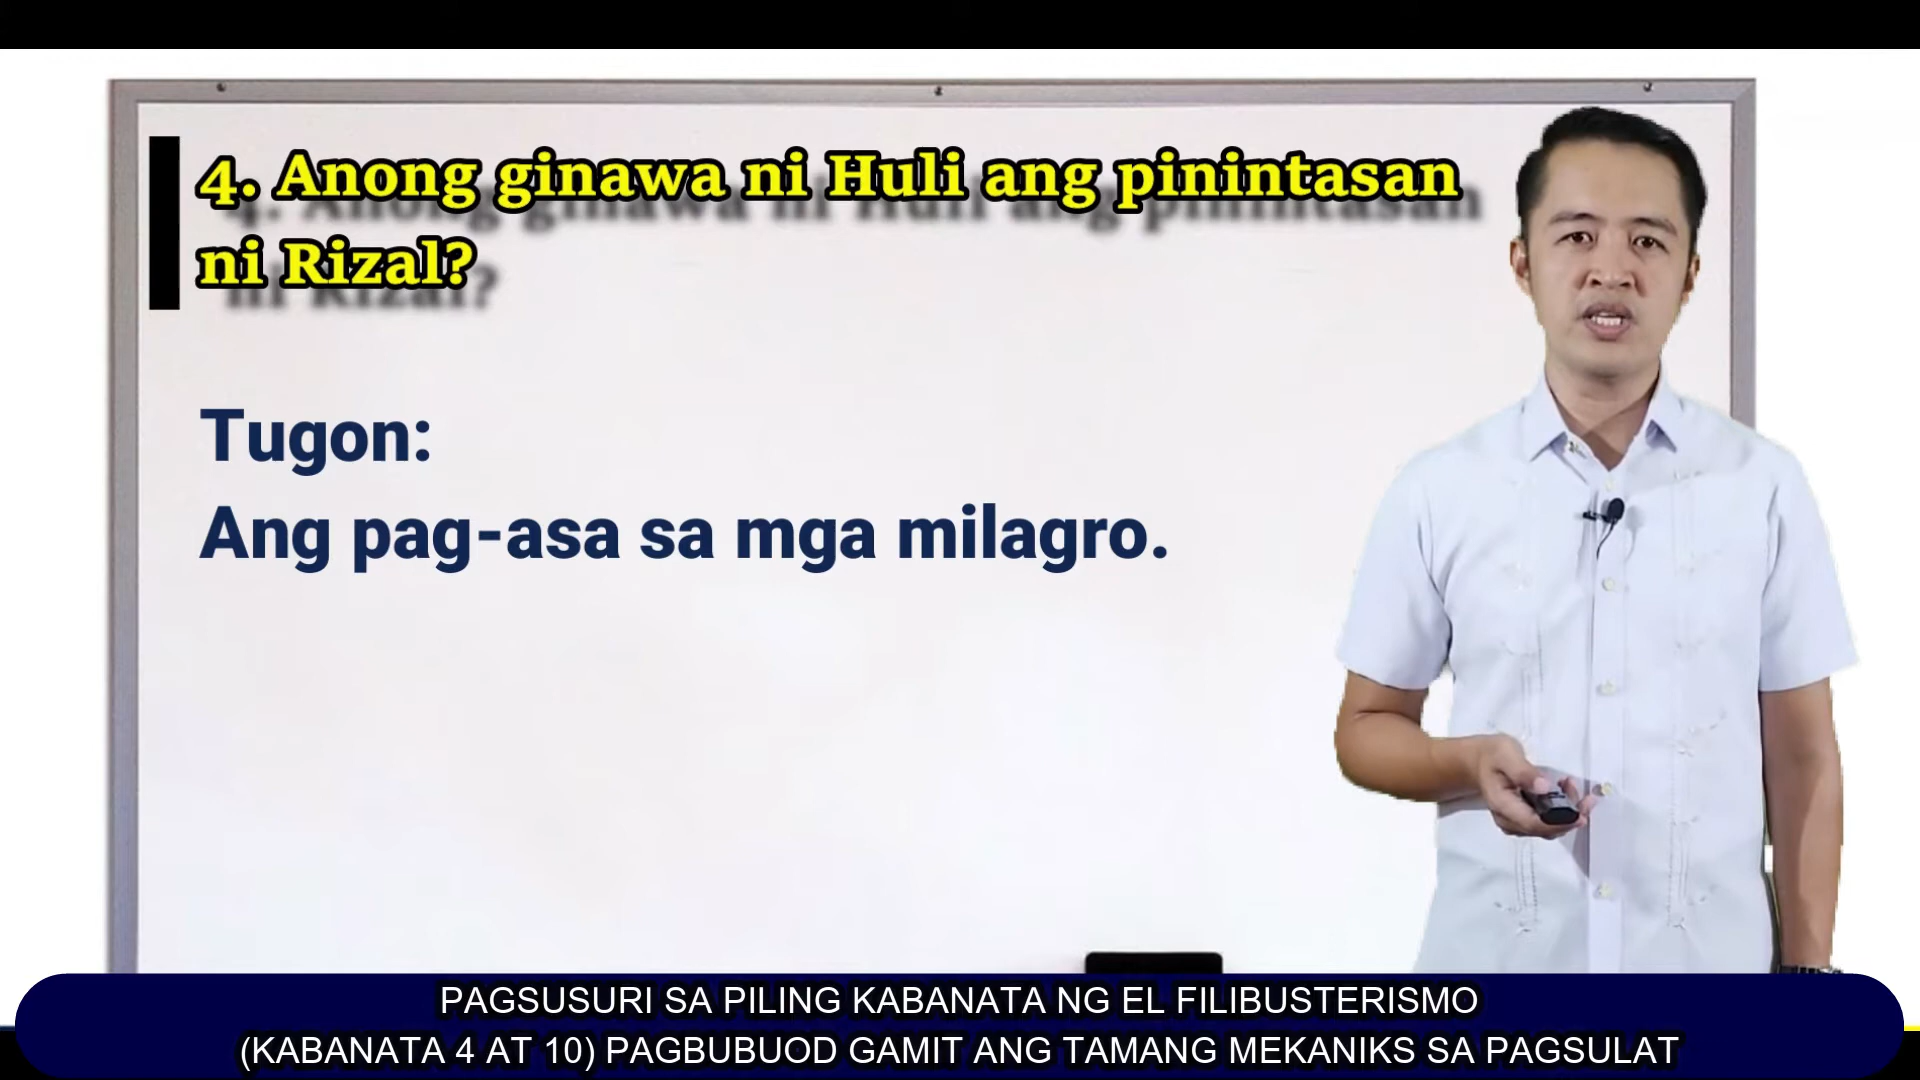 4. Anong ginawa ni Huli ang pinintasan
ni Rizal?
Tugon:
Ang pag-asa sa mga milagro.
PAGSUSURI SA PILING KABANATA NG EL FILIBUSTERISMO
(KABANATA 4 AT 10) PAGBUBUOD GAMIT ANG TAMANG MEKANIKS SA PAGSULAT